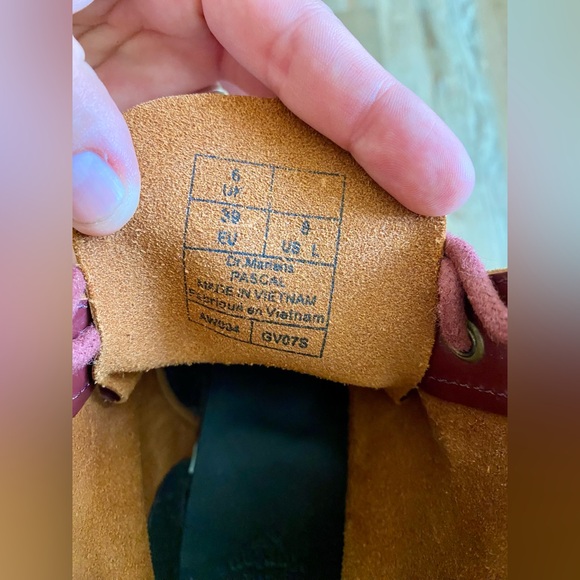 6
UK
39 8
EU US L
Dr.Martens
PASCAL
MADE IN VIETNAM
Fabriqué en Vietnam
AW004 GV07S